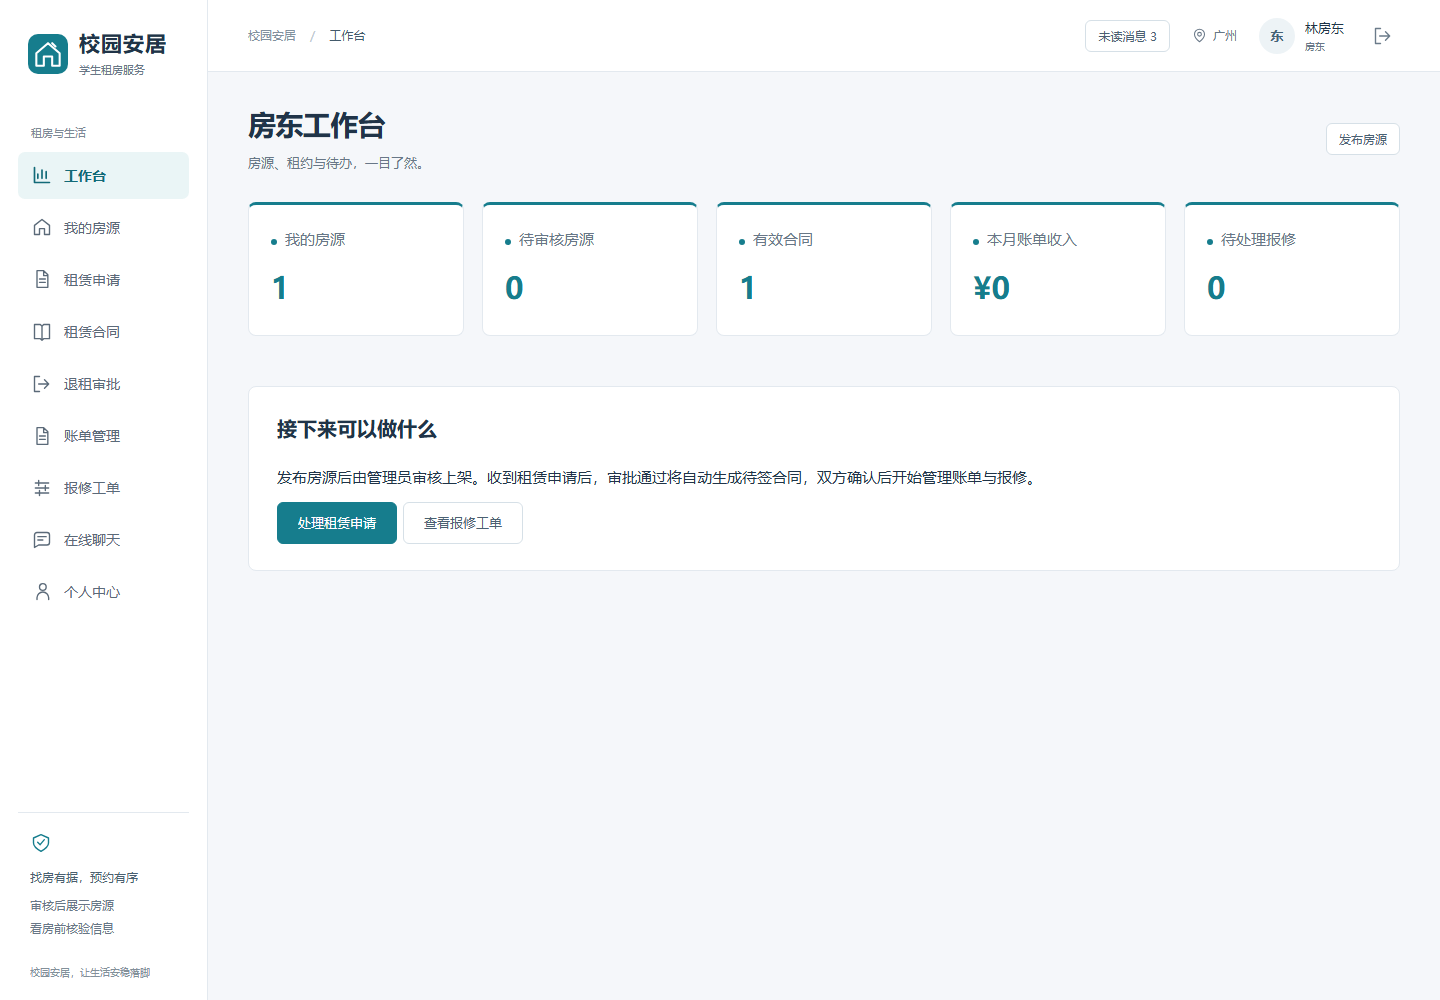 校园安居
学生租房服务
租房与生活
工作台
我的房源
租赁申请
租赁合同
退租审批
账单管理
报修工单
在线聊天
个人中心
找房有据，预约有序
审核后展示房源
看房前核验信息
校园安居，让生活安稳落脚
校园安居 / 工作台
未读消息 3
广州
东
林房东
房东
房东工作台
房源、租约与待办，一目了然。
发布房源
我的房源
1
待审核房源
0
有效合同
1
本月账单收入
¥0
待处理报修
0
接下来可以做什么
发布房源后由管理员审核上架。收到租赁申请后，审批通过将自动生成待签合同，双方确认后开始管理账单与报修。
处理租赁申请
查看报修工单